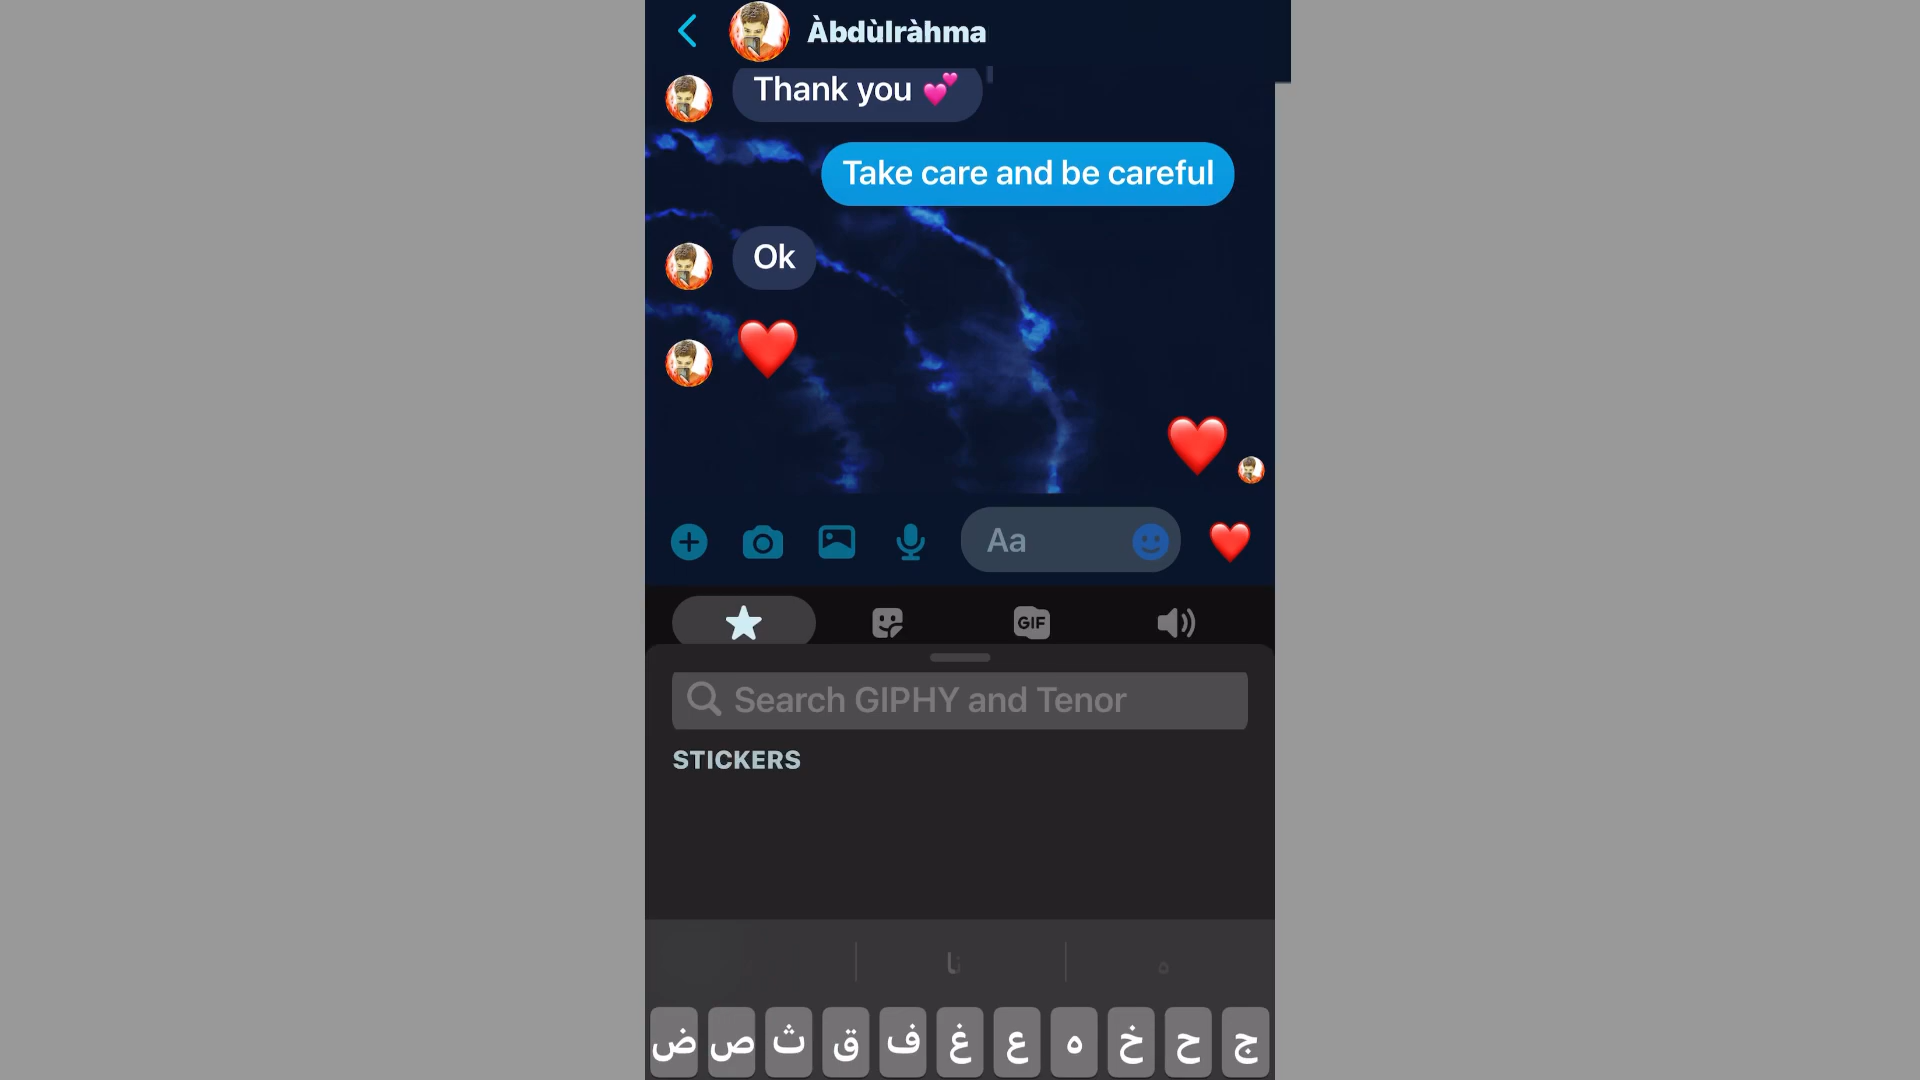 Àbdùlràhma
Thank you 💕
Take care and be careful
Ok
❤️
❤️
Aa
GIF
Search GIPHY and Tenor
STICKERS
ض ص ث ق ف غ ع ه خ ح ج